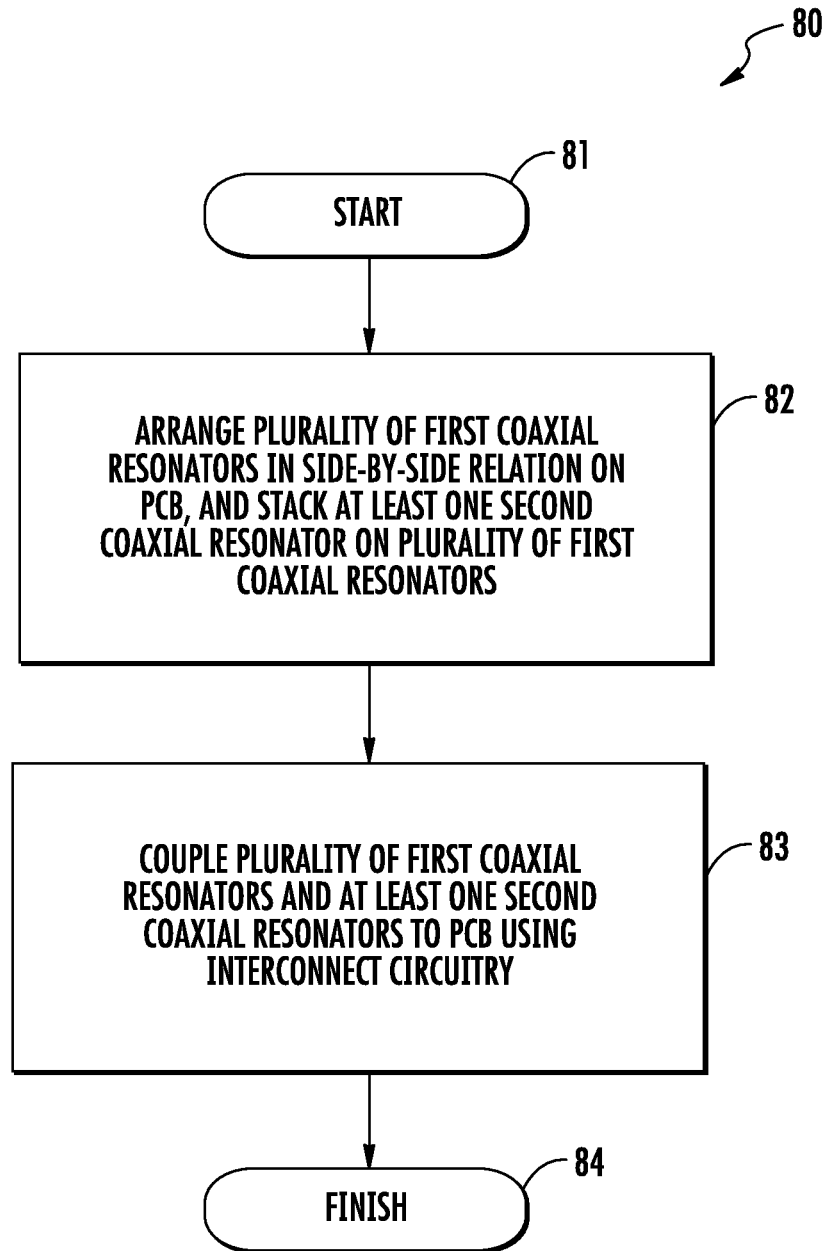 80
81
START
82
ARRANGE PLURALITY OF FIRST COAXIAL
RESONATORS IN SIDE-BY-SIDE RELATION ON
PCB, AND STACK AT LEAST ONE SECOND
COAXIAL RESONATOR ON PLURALITY OF FIRST
COAXIAL RESONATORS
83
COUPLE PLURALITY OF FIRST COAXIAL
RESONATORS AND AT LEAST ONE SECOND
COAXIAL RESONATORS TO PCB USING
INTERCONNECT CIRCUITRY
84
FINISH